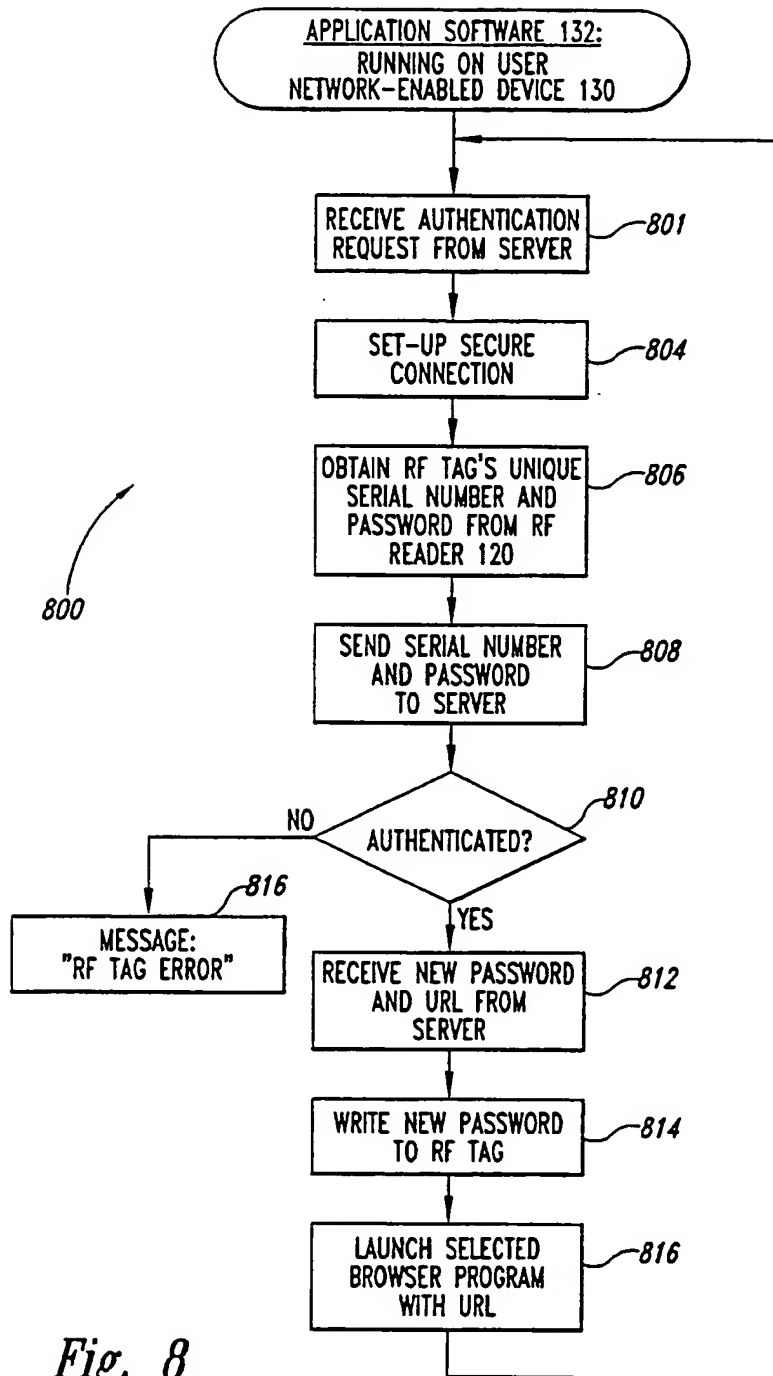 APPLICATION SOFTWARE 132:
RUNNING ON USER
NETWORK-ENABLED DEVICE 130
RECEIVE AUTHENTICATION
REQUEST FROM SERVER
801
SET-UP SECURE
CONNECTION
804
OBTAIN RF TAG'S UNIQUE
SERIAL NUMBER AND
PASSWORD FROM RF
READER 120
806
800
SEND SERIAL NUMBER
AND PASSWORD
TO SERVER
808
AUTHENTICATED?
810
NO
816
MESSAGE:
"RF TAG ERROR"
YES
RECEIVE NEW PASSWORD
AND URL FROM
SERVER
812
WRITE NEW PASSWORD
TO RF TAG
814
LAUNCH SELECTED
BROWSER PROGRAM
WITH URL
816
Fig. 8